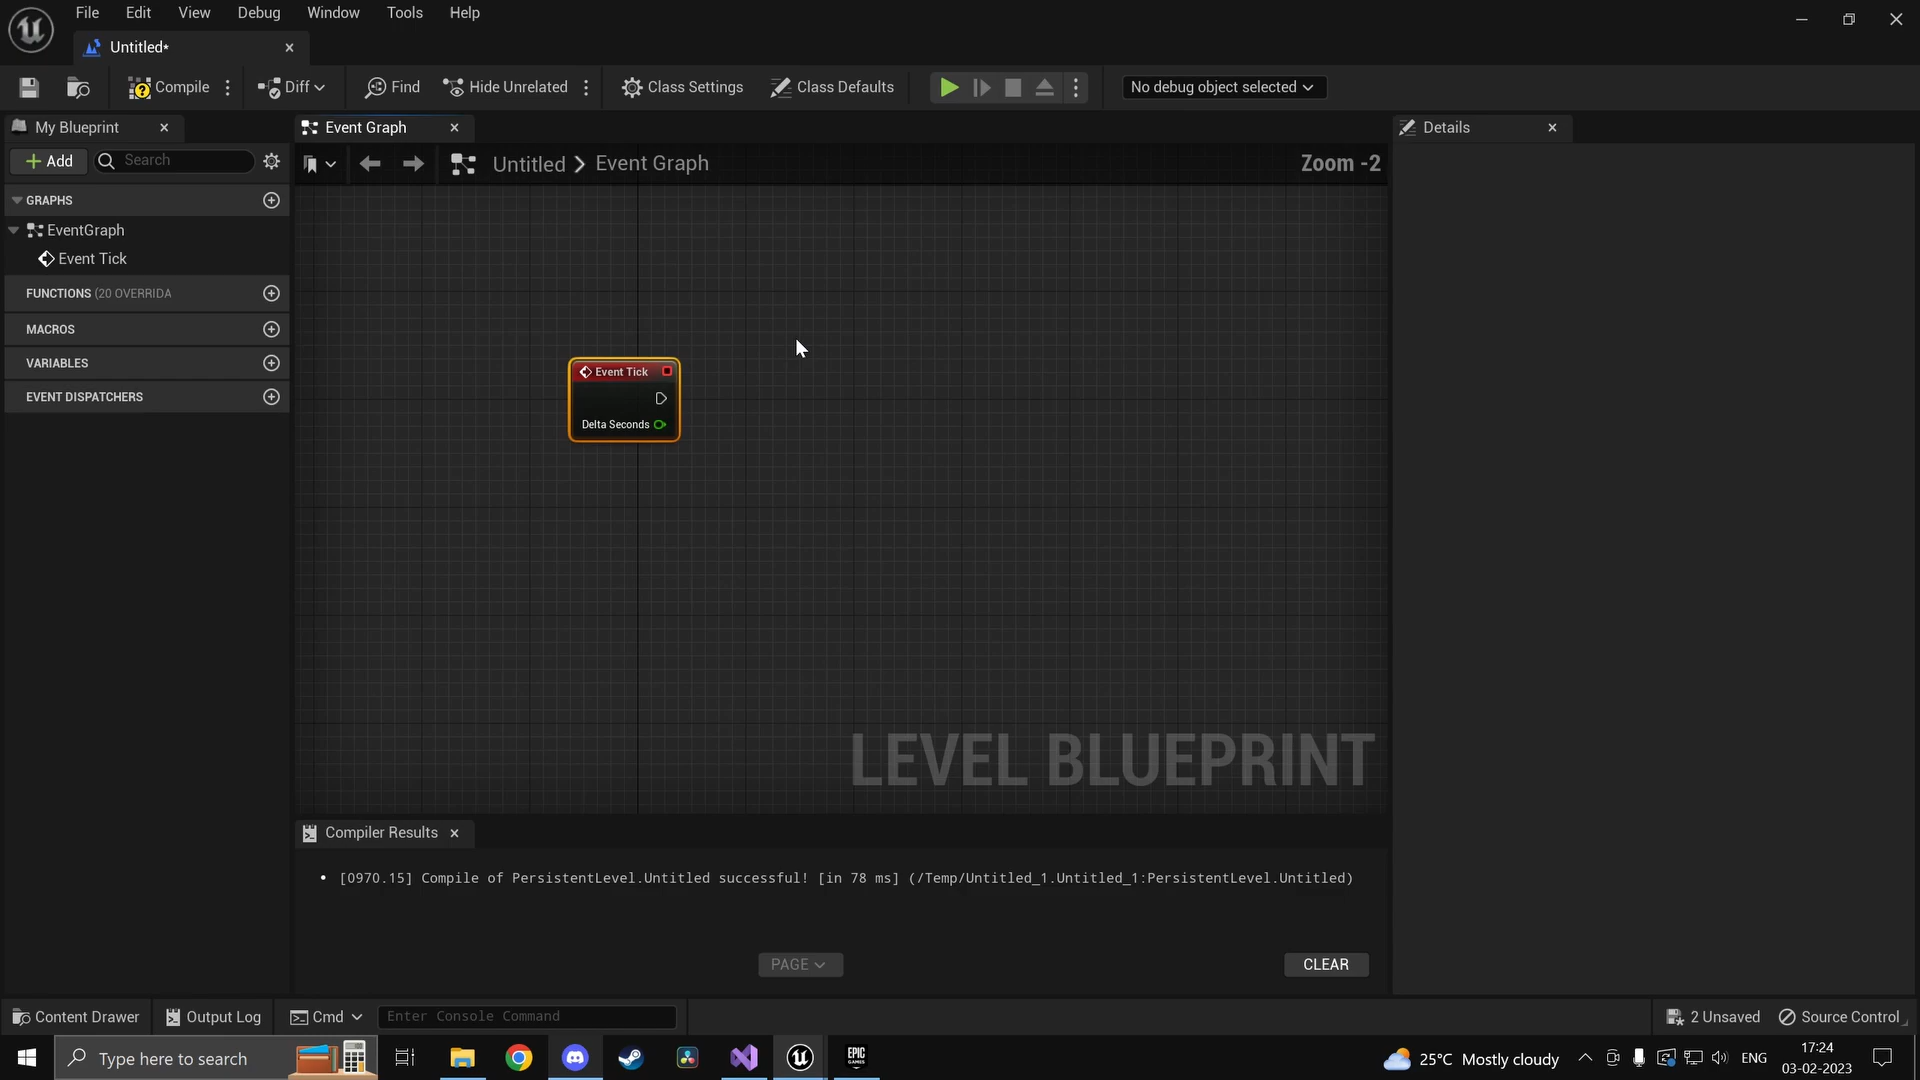 File Edit View Debug Window Tools Help
Untitled*
Compile Diff Find Hide Unrelated Class Settings Class Defaults No debug object selected
My Blueprint Event Graph Details
Add Search Untitled > Event Graph Zoom -2
GRAPHS
EventGraph
Event Tick
FUNCTIONS (20 OVERRIDA
MACROS
VARIABLES
EVENT DISPATCHERS
Event Tick
Delta Seconds
LEVEL BLUEPRINT
Compiler Results
• [0970.15] Compile of PersistentLevel.Untitled successful! [in 78 ms] (/Temp/Untitled_1.Untitled_1:PersistentLevel.Untitled)
PAGE CLEAR
Content Drawer Output Log Cmd Enter Console Command 2 Unsaved Source Control
Type here to search EPIC GAMES 25°C Mostly cloudy ENG 17:24
03-02-2023